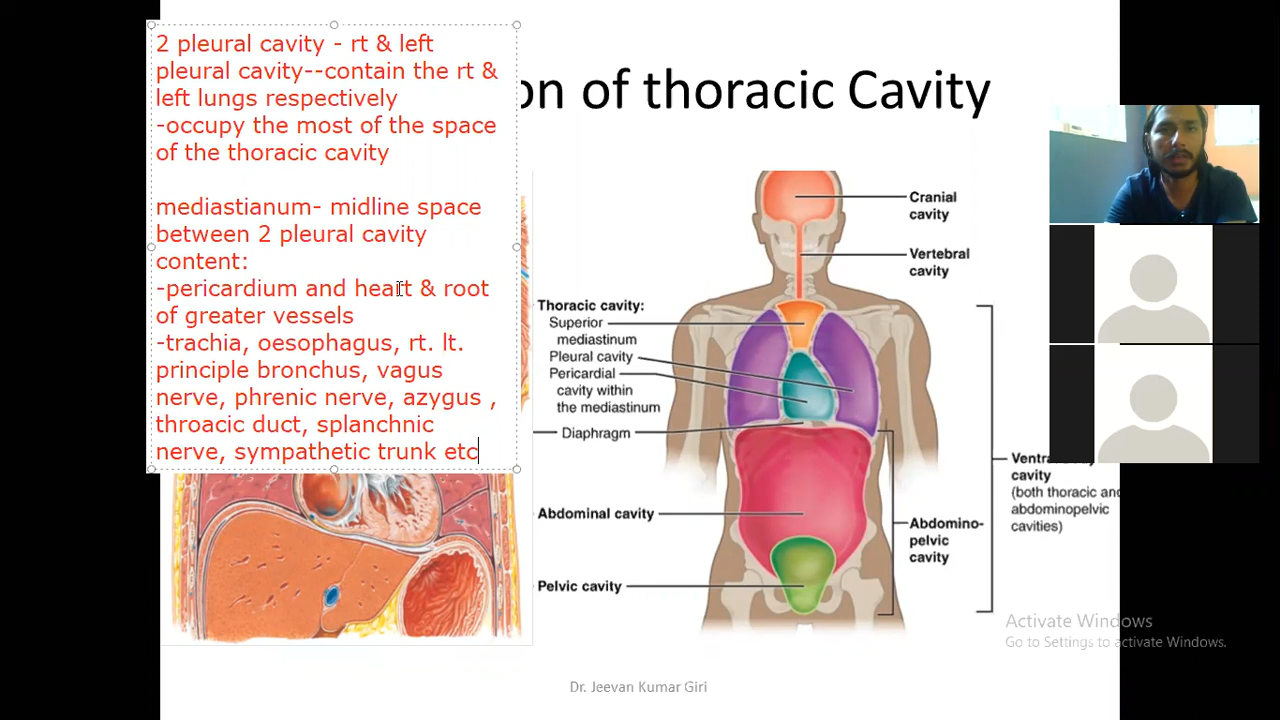 2 pleural cavity - rt & left
pleural cavity--contain the rt &
left lungs respectively
-occupy the most of the space
of the thoracic cavity
mediastianum- midline space
between 2 pleural cavity
content:
-pericardium and heart & root
of greater vessels
-trachia, oesophagus, rt. lt.
principle bronchus, vagus
nerve, phrenic nerve, azygus ,
throacic duct, splanchnic
nerve, sympathetic trunk etc
on of thoracic Cavity
Cranial
cavity
Vertebral
cavity
Thoracic cavity:
Superior
mediastinum
Pleural cavity
Pericardial
cavity within
the mediastinum
Diaphragm
Abdominal cavity
Pelvic cavity
Abdomino-
pelvic
cavity
cavity
(both thoracic and
abdominopelvic
cavities)
Activate Windows
Go to Settings to activate Windows.
Dr. Jeevan Kumar Giri